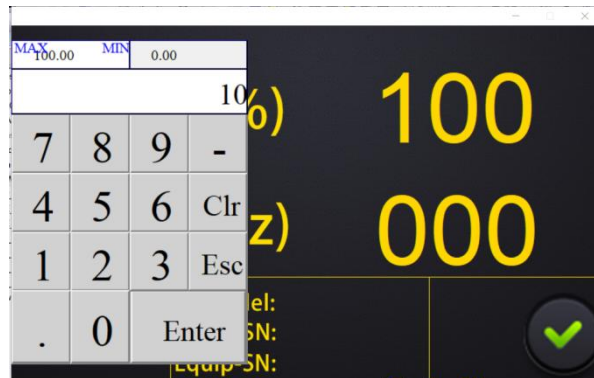 MAX 100.00 MIN 0.00
10
%) 100
7 8 9 -
4 5 6 Clr
z) 000
1 2 3 Esc
. 0 Enter
el:
SN:
Equip-SN: